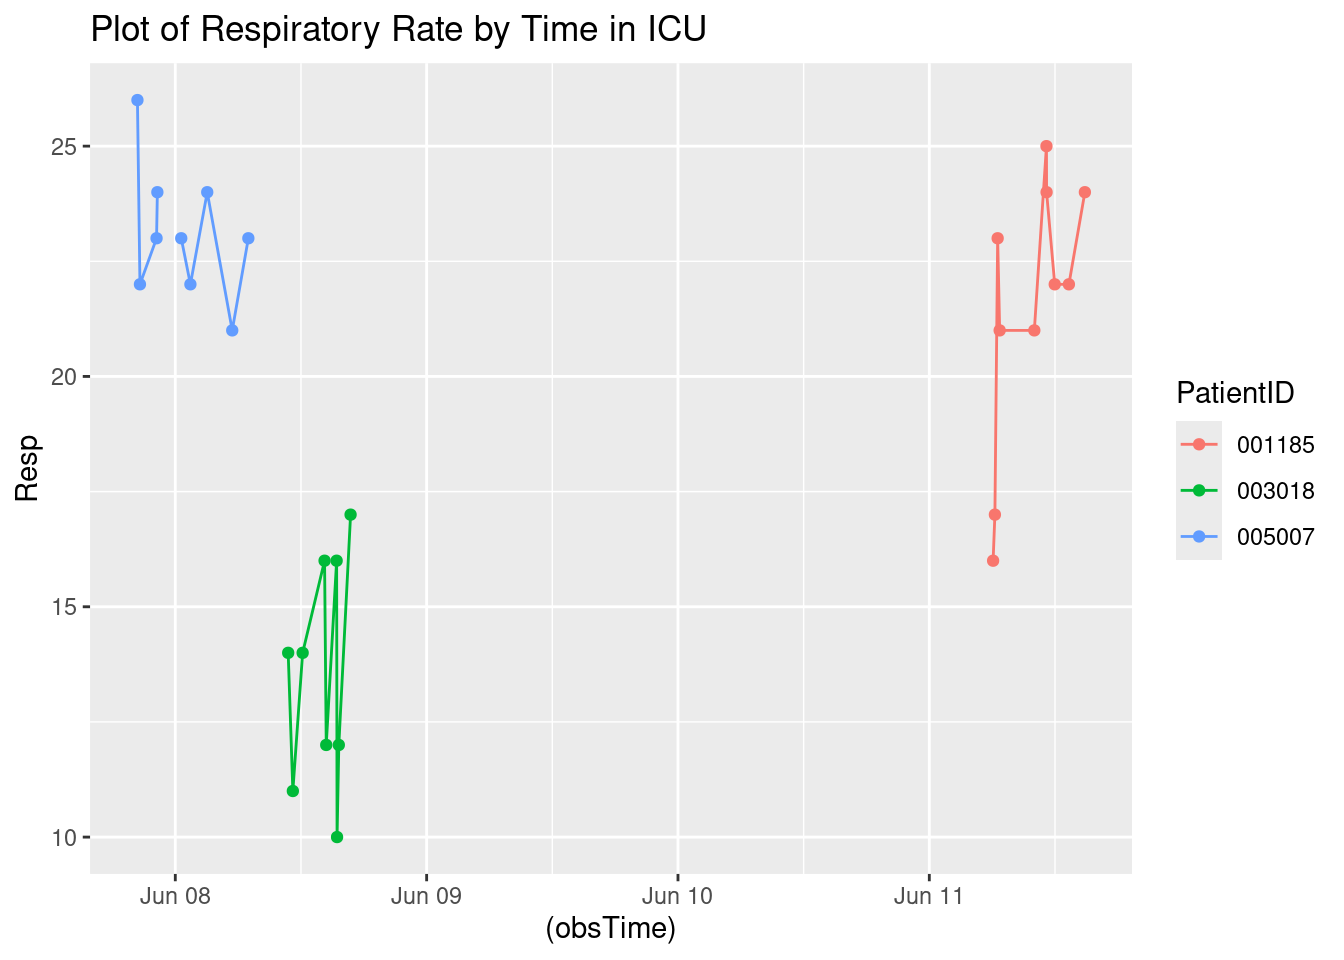 Plot of Respiratory Rate by Time in ICU
25
20
15
10
Resp
Jun 08
Jun 09
Jun 10
Jun 11
(obsTime)
PatientID
001185
003018
005007